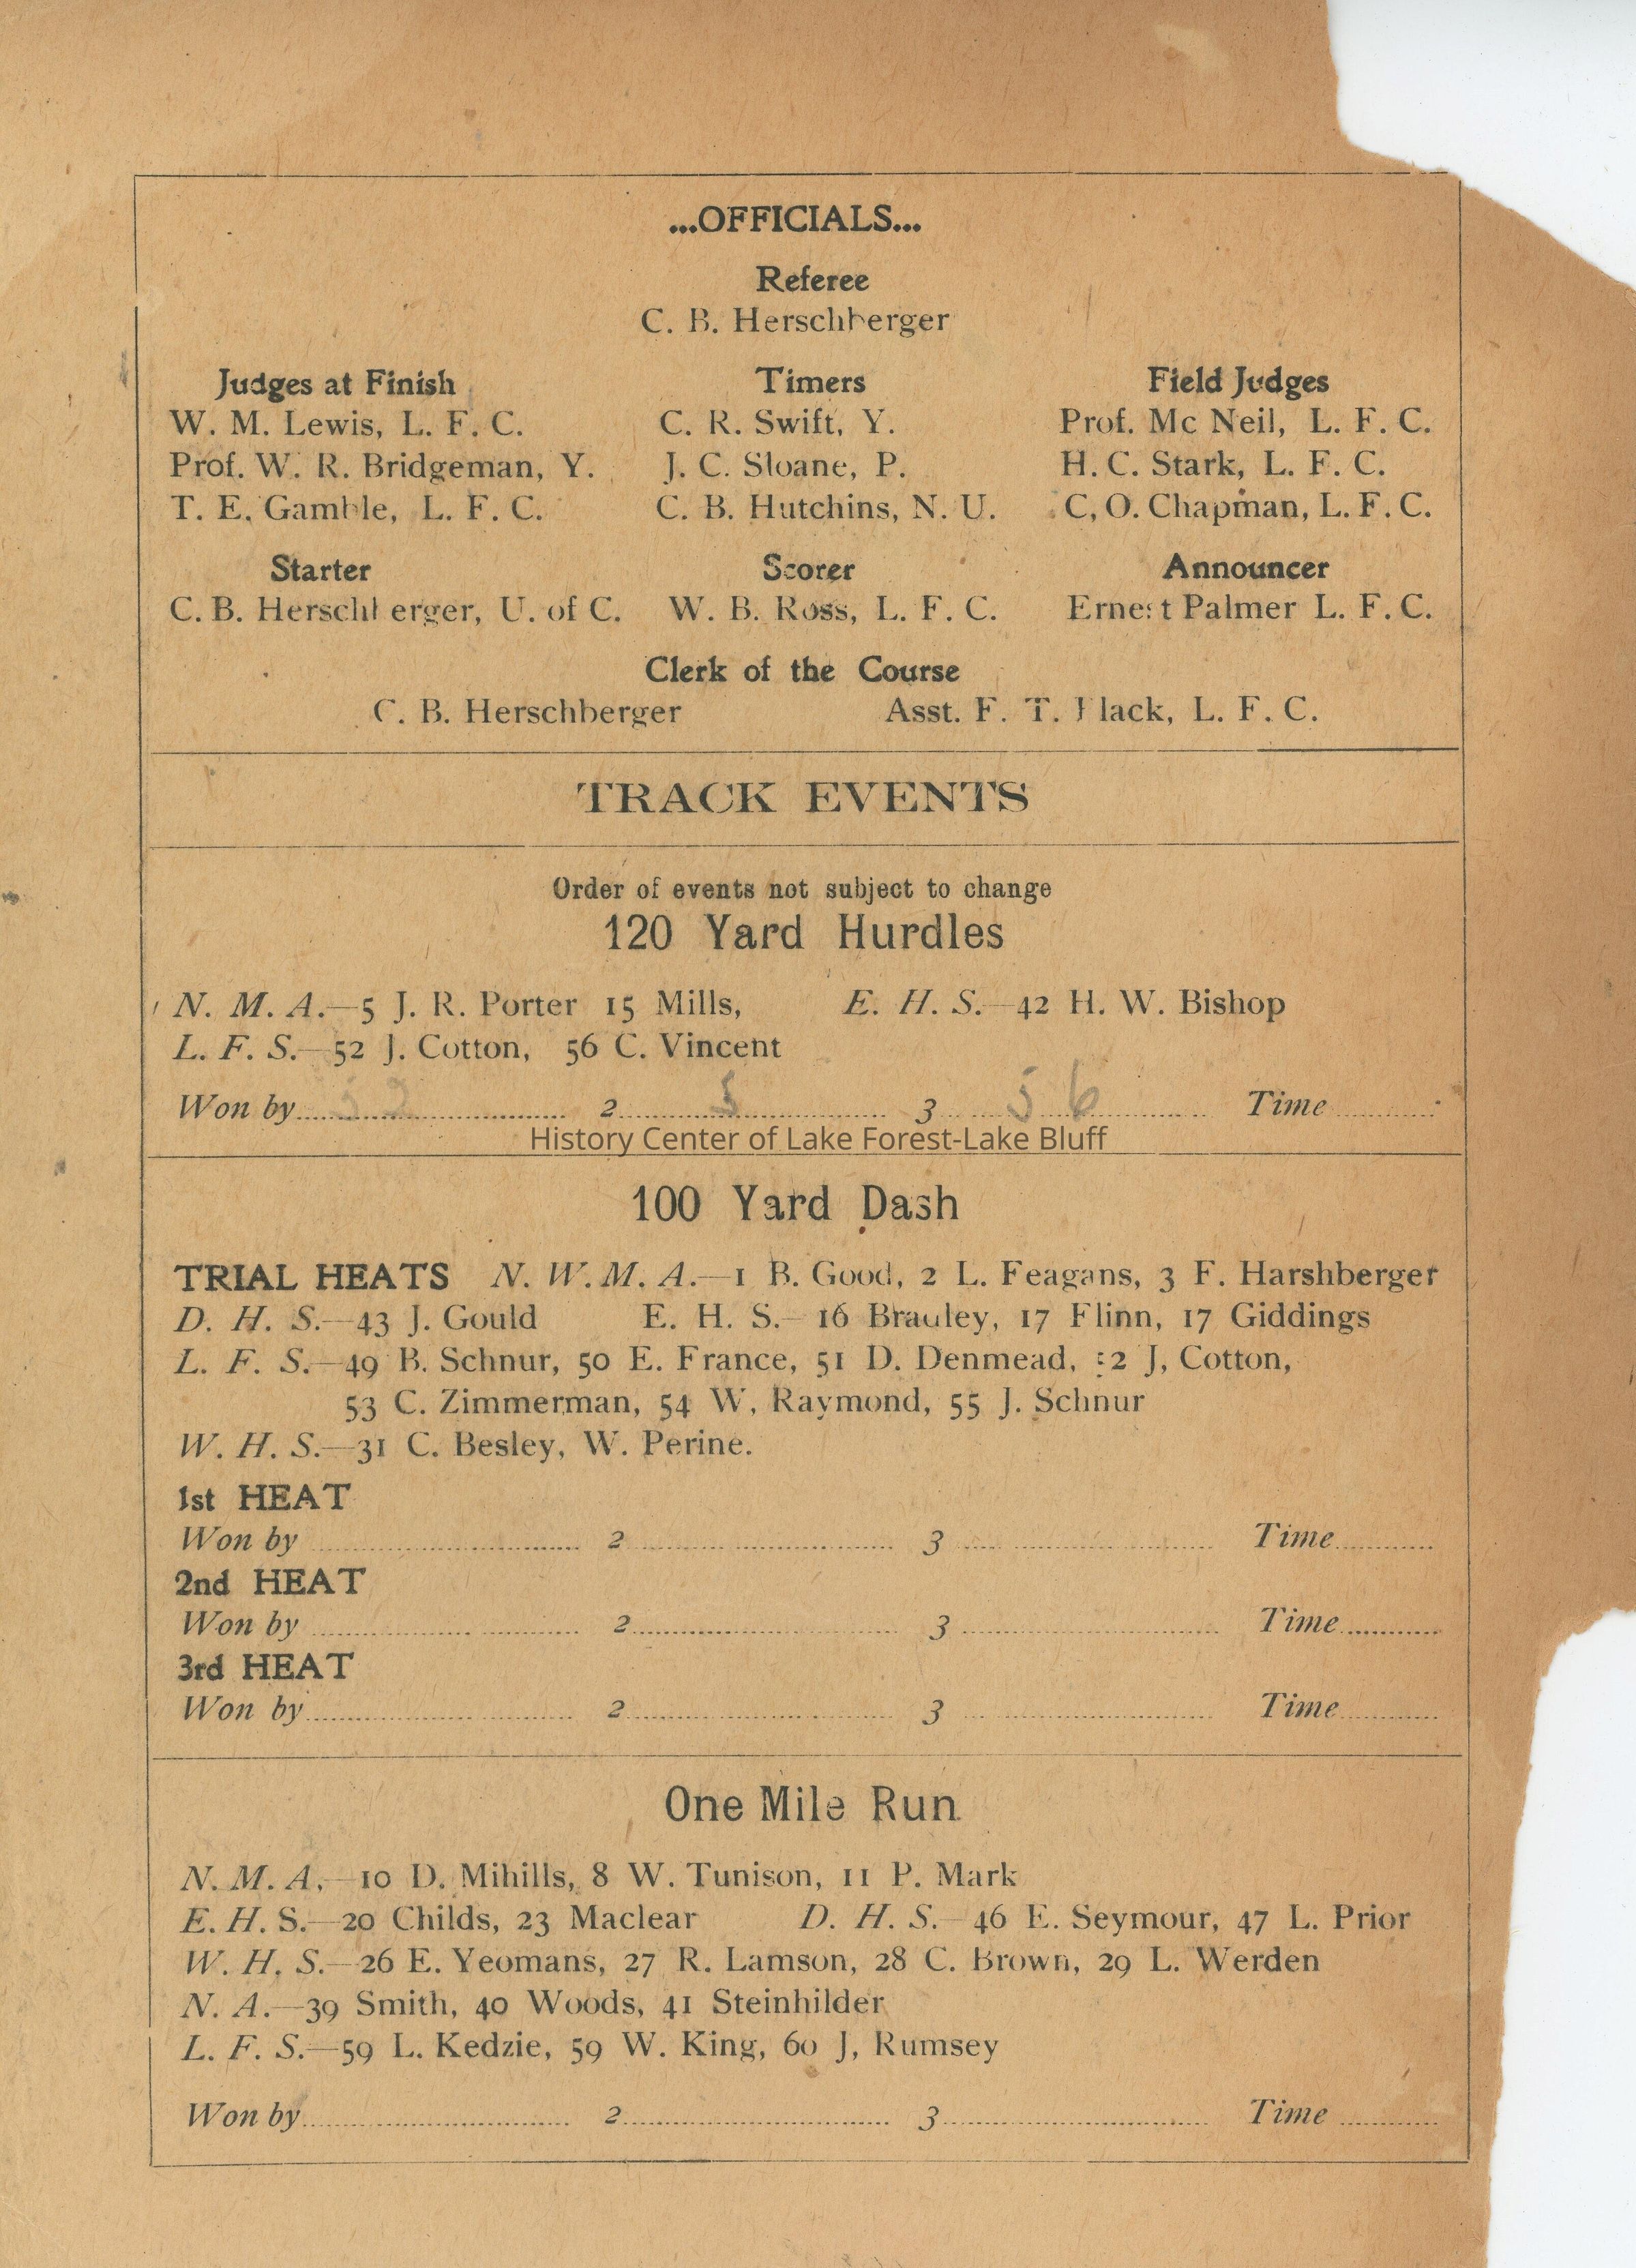 ...OFFICIALS...
Referee
C. B. Herschberger
Judges at Finish Timers Field Judges
W. M. Lewis, L. F. C. C. R. Swift, Y. Prof. Mc Neil, L. F. C.
Prof. W. R. Bridgeman, Y. J. C. Sloane, P. H. C. Stark, L. F. C.
T. E. Gamble, L. F. C. C. B. Hutchins, N. U. C, O. Chapman, L. F. C.
Starter Scorer Announcer
C. B. Herschberger, U. of C. W. B. Ross, L. F. C. Ernest Palmer L. F. C.
Clerk of the Course
C. B. Herschberger Asst. F. T. lack, L. F. C.
TRACK EVENTS
Order of events not subject to change
120 Yard Hurdles
N. M. A.—5 J. R. Porter 15 Mills, E. H. S.—42 H. W. Bishop
L. F. S.—52 J. Cotton, 56 C. Vincent
Won by 52 2 5 3 56 Time
History Center of Lake Forest-Lake Bluff
100 Yard Dash
TRIAL HEATS N. W. M. A.—1 B. Good, 2 L. Feagans, 3 F. Harshberger
D. H. S.—43 J. Gould E. H. S.—16 Bradley, 17 Flinn, 17 Giddings
L. F. S.—49 B. Schnur, 50 E. France, 51 D. Denmead, 52 J, Cotton,
53 C. Zimmerman, 54 W, Raymond, 55 J. Schnur
W. H. S.—31 C. Besley, W. Perine.
1st HEAT
Won by 2 3 Time
2nd HEAT
Won by 2 3 Time
3rd HEAT
Won by 2 3 Time
One Mile Run
N. M. A,—10 D. Mihills, 8 W. Tunison, 11 P. Mark
E. H. S.—20 Childs, 23 Maclear D. H. S.—46 E. Seymour, 47 L. Prior
W. H. S.—26 E. Yeomans, 27 R. Lamson, 28 C. Brown, 29 L. Werden
N. A.—39 Smith, 40 Woods, 41 Steinhilder
L. F. S.—59 L. Kedzie, 59 W. King, 60 J, Rumsey
Won by 2 3 Time